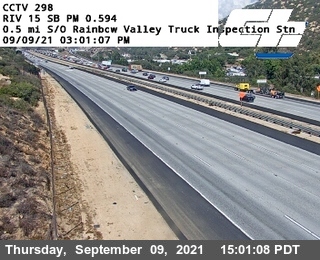 CCTV 298
RIV 15 SB PM 0.594
0.5 mi S/O Rainbow Valley Truck Inspection Stn
09/09/21 03:01:07 PM
Thursday, September 09, 2021 15:01:08 PDT